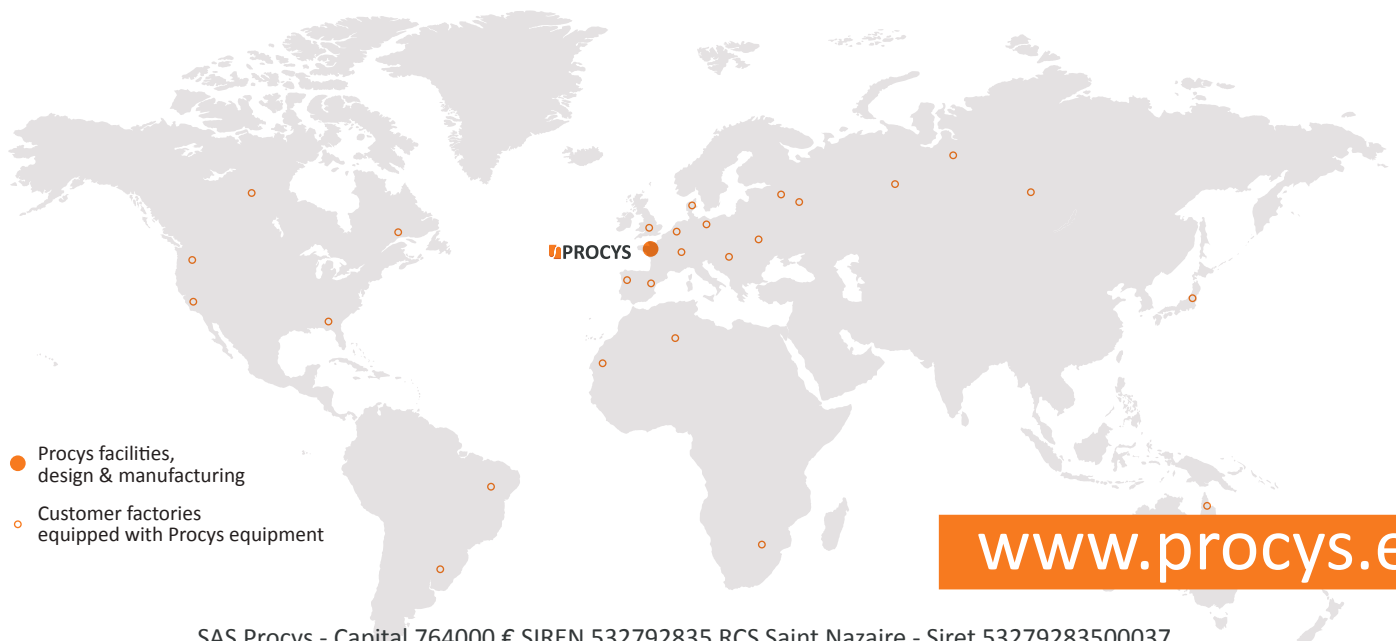 PROCYS
Procys facilities,
design & manufacturing
Customer factories
equipped with Procys equipment
www.procys.e
SAS Procys - Capital 764000 € SIREN 532792835 RCS Saint Nazaire - Siret 53279283500037